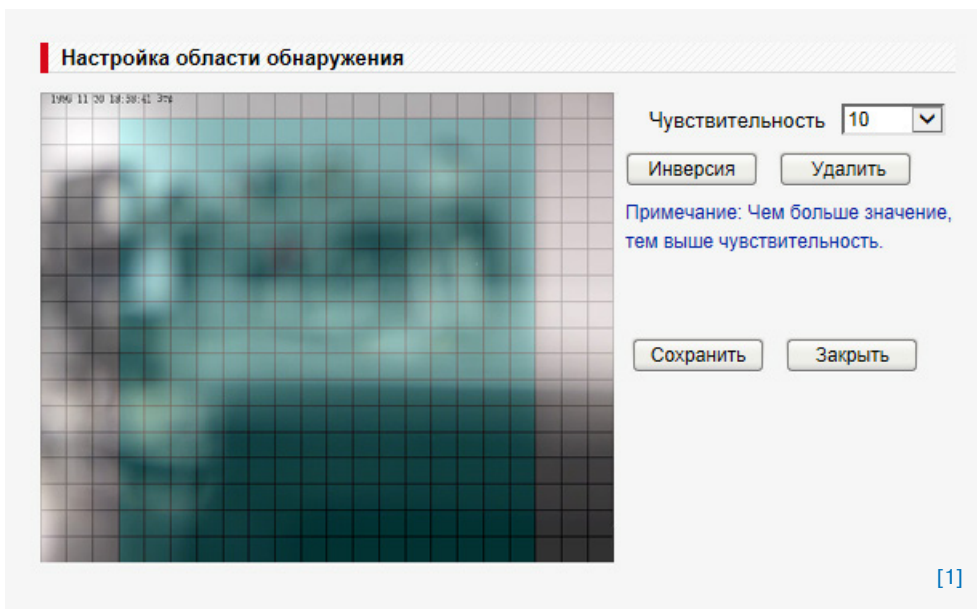 Настройка области обнаружения
Чувствительность 10
Инверсия Удалить
Примечание: Чем больше значение,
тем выше чувствительность.
Сохранить Закрыть
[1]